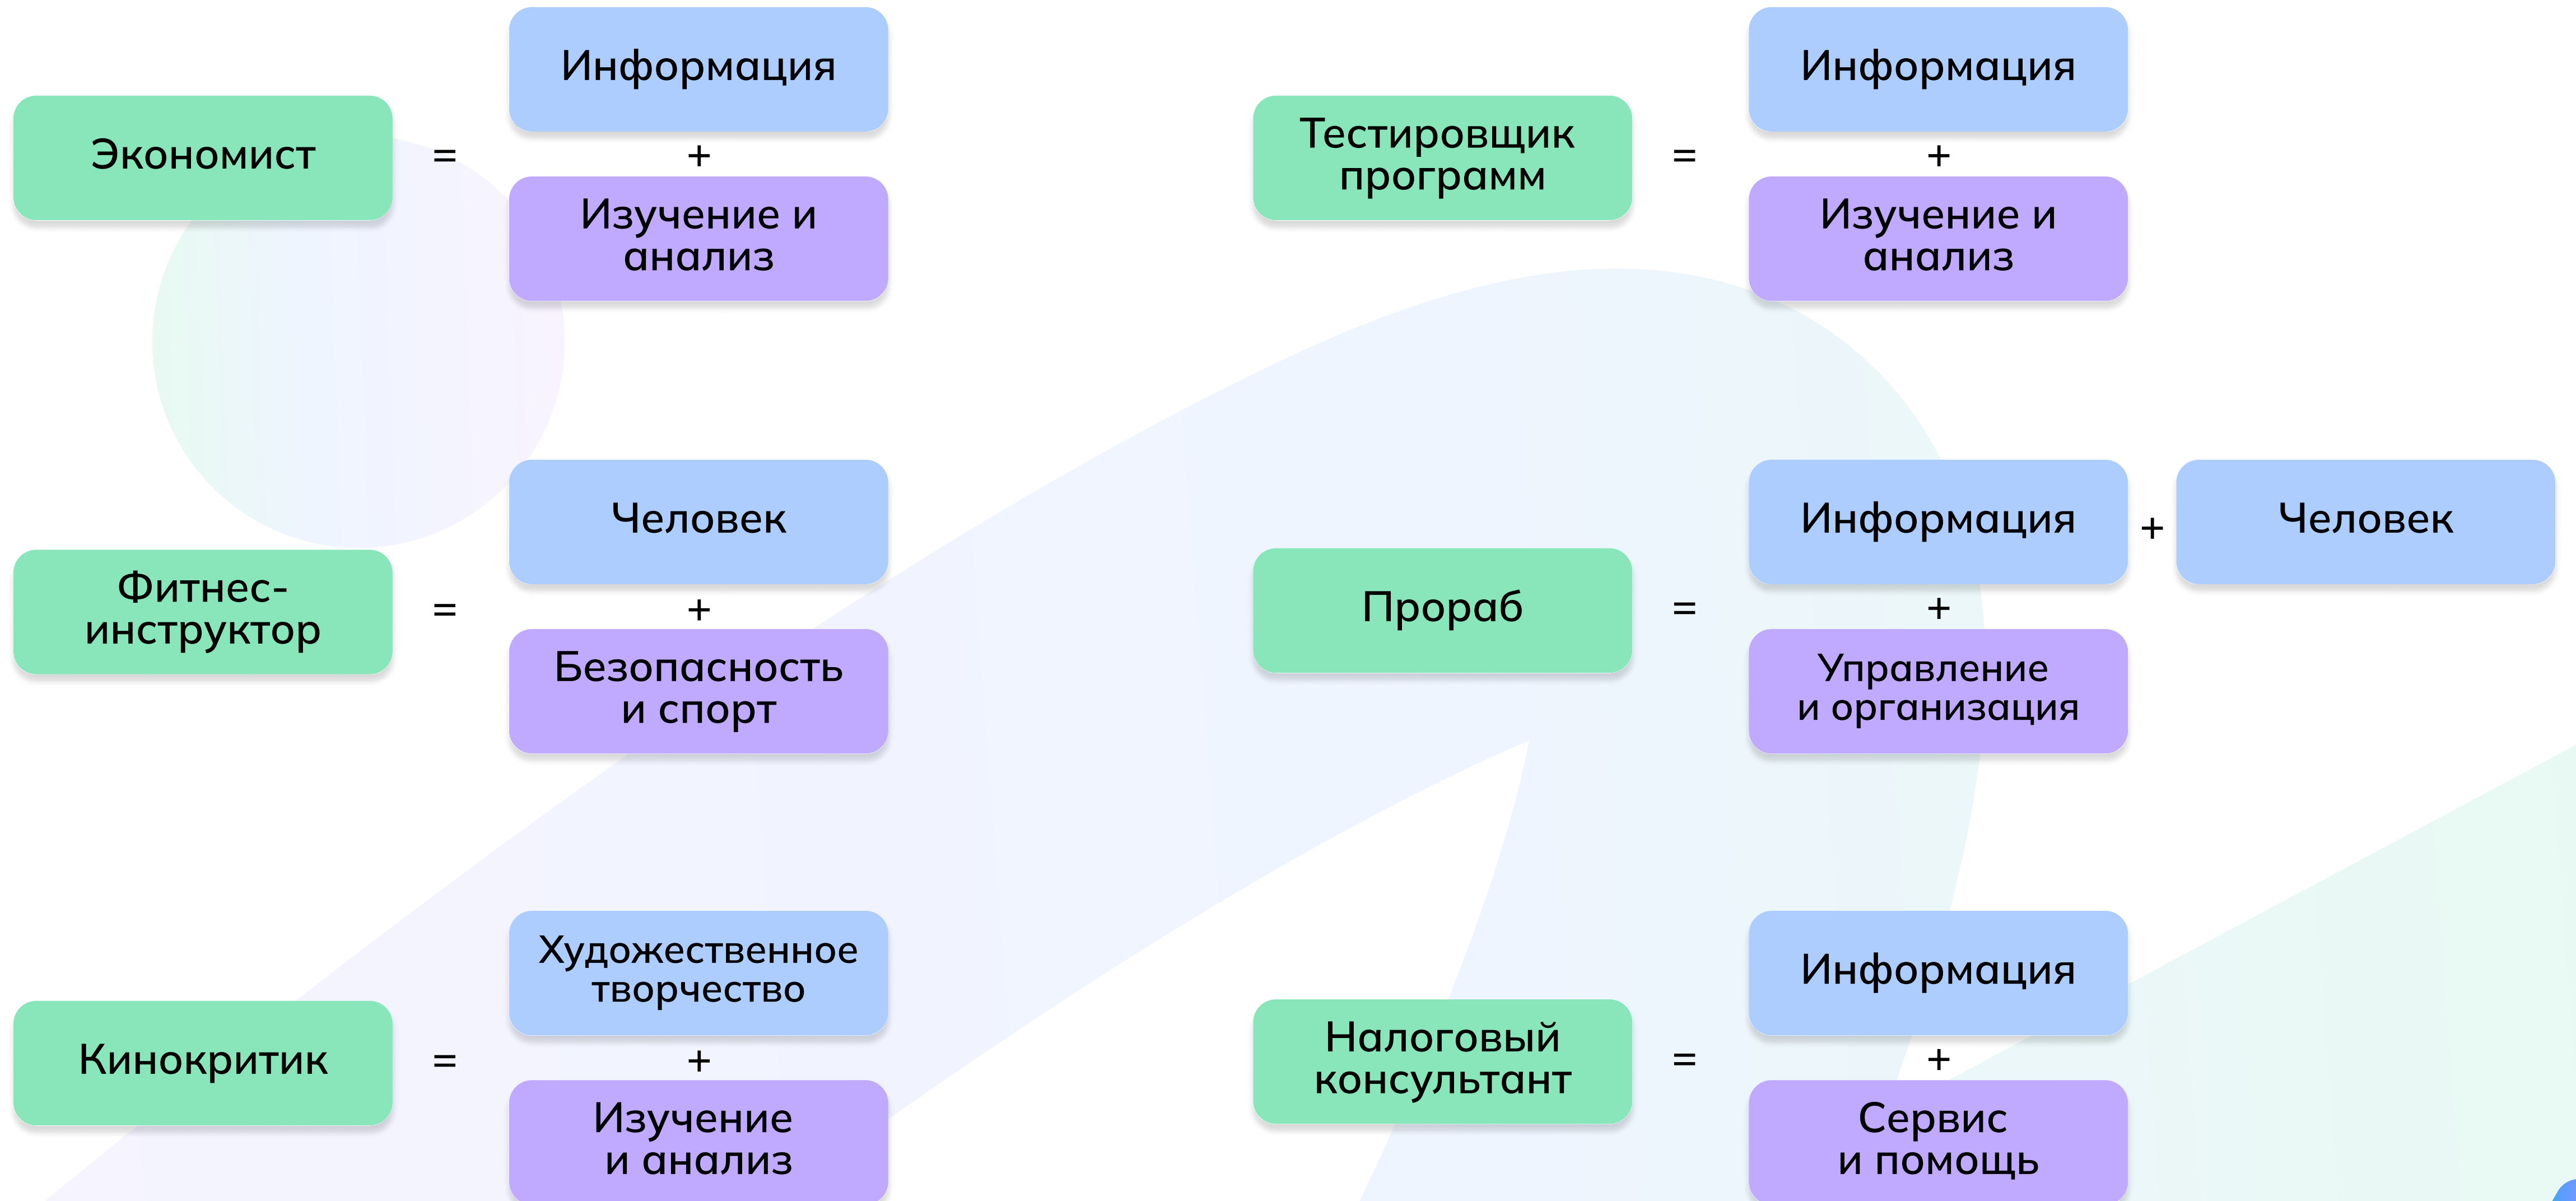 Экономист
=
Информация
+
Изучение и
анализ
Тестировщик
программ
=
Информация
+
Изучение и
анализ
Фитнес-
инструктор
=
Человек
+
Безопасность
и спорт
Прораб
=
Информация + Человек
+
Управление
и организация
Кинокритик
=
Художественное
творчество
+
Изучение
и анализ
Налоговый
консультант
=
Информация
+
Сервис
и помощь